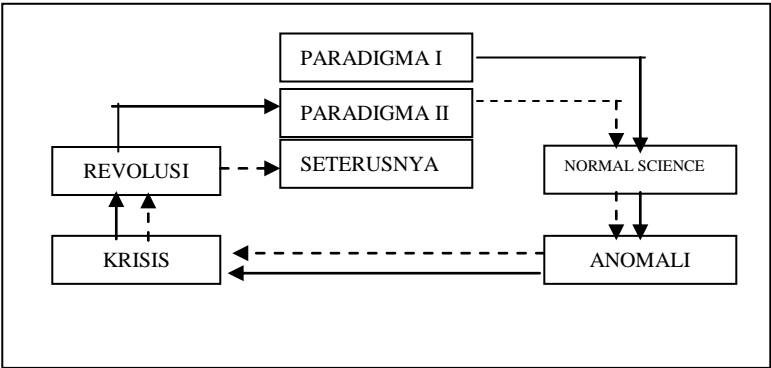 PARADIGMA I
PARADIGMA II
SETERUSNYA
REVOLUSI
NORMAL SCIENCE
KRISIS
ANOMALI